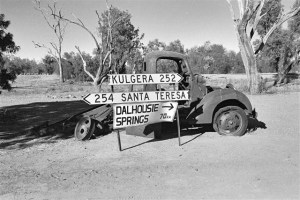 KULGERA 252
254 SANTA TERESA
DALHOUSIE
SPRINGS 70